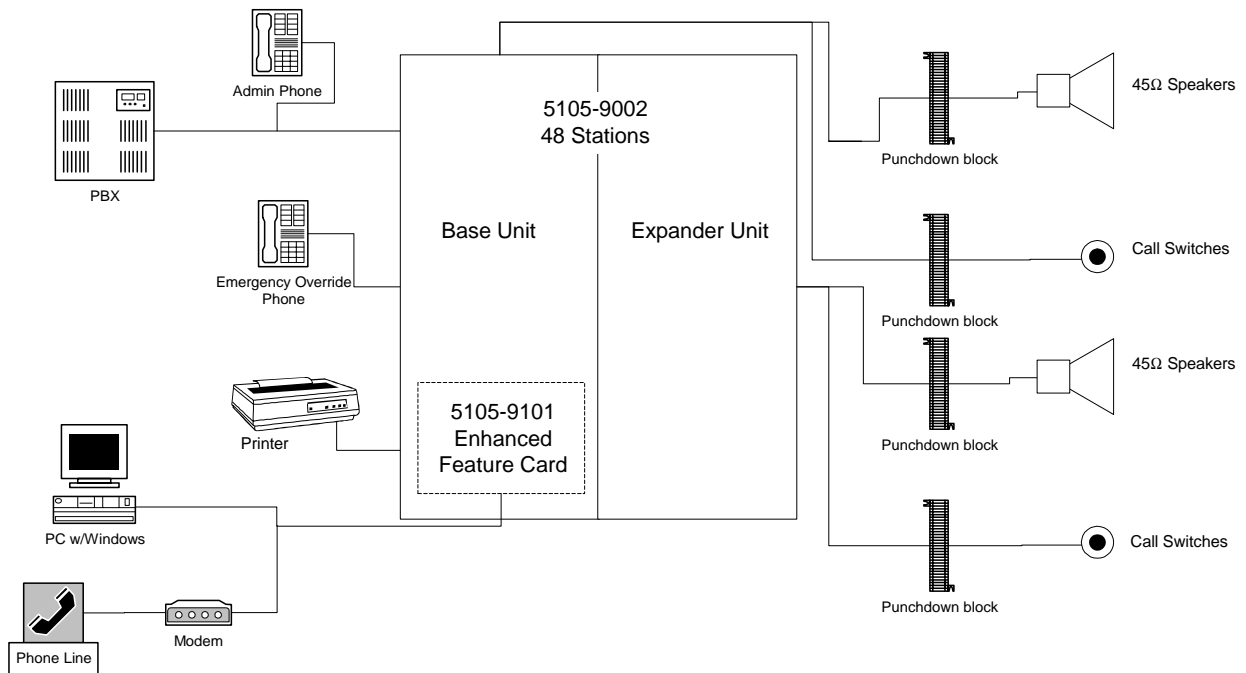 Admin Phone
PBX
Emergency Override
Phone
Printer
PC w/Windows
Modem
Phone Line
5105-9002
48 Stations
Base Unit
Expander Unit
5105-9101
Enhanced
Feature Card
45Ω Speakers
Punchdown block
Call Switches
Punchdown block
45Ω Speakers
Punchdown block
Call Switches
Punchdown block